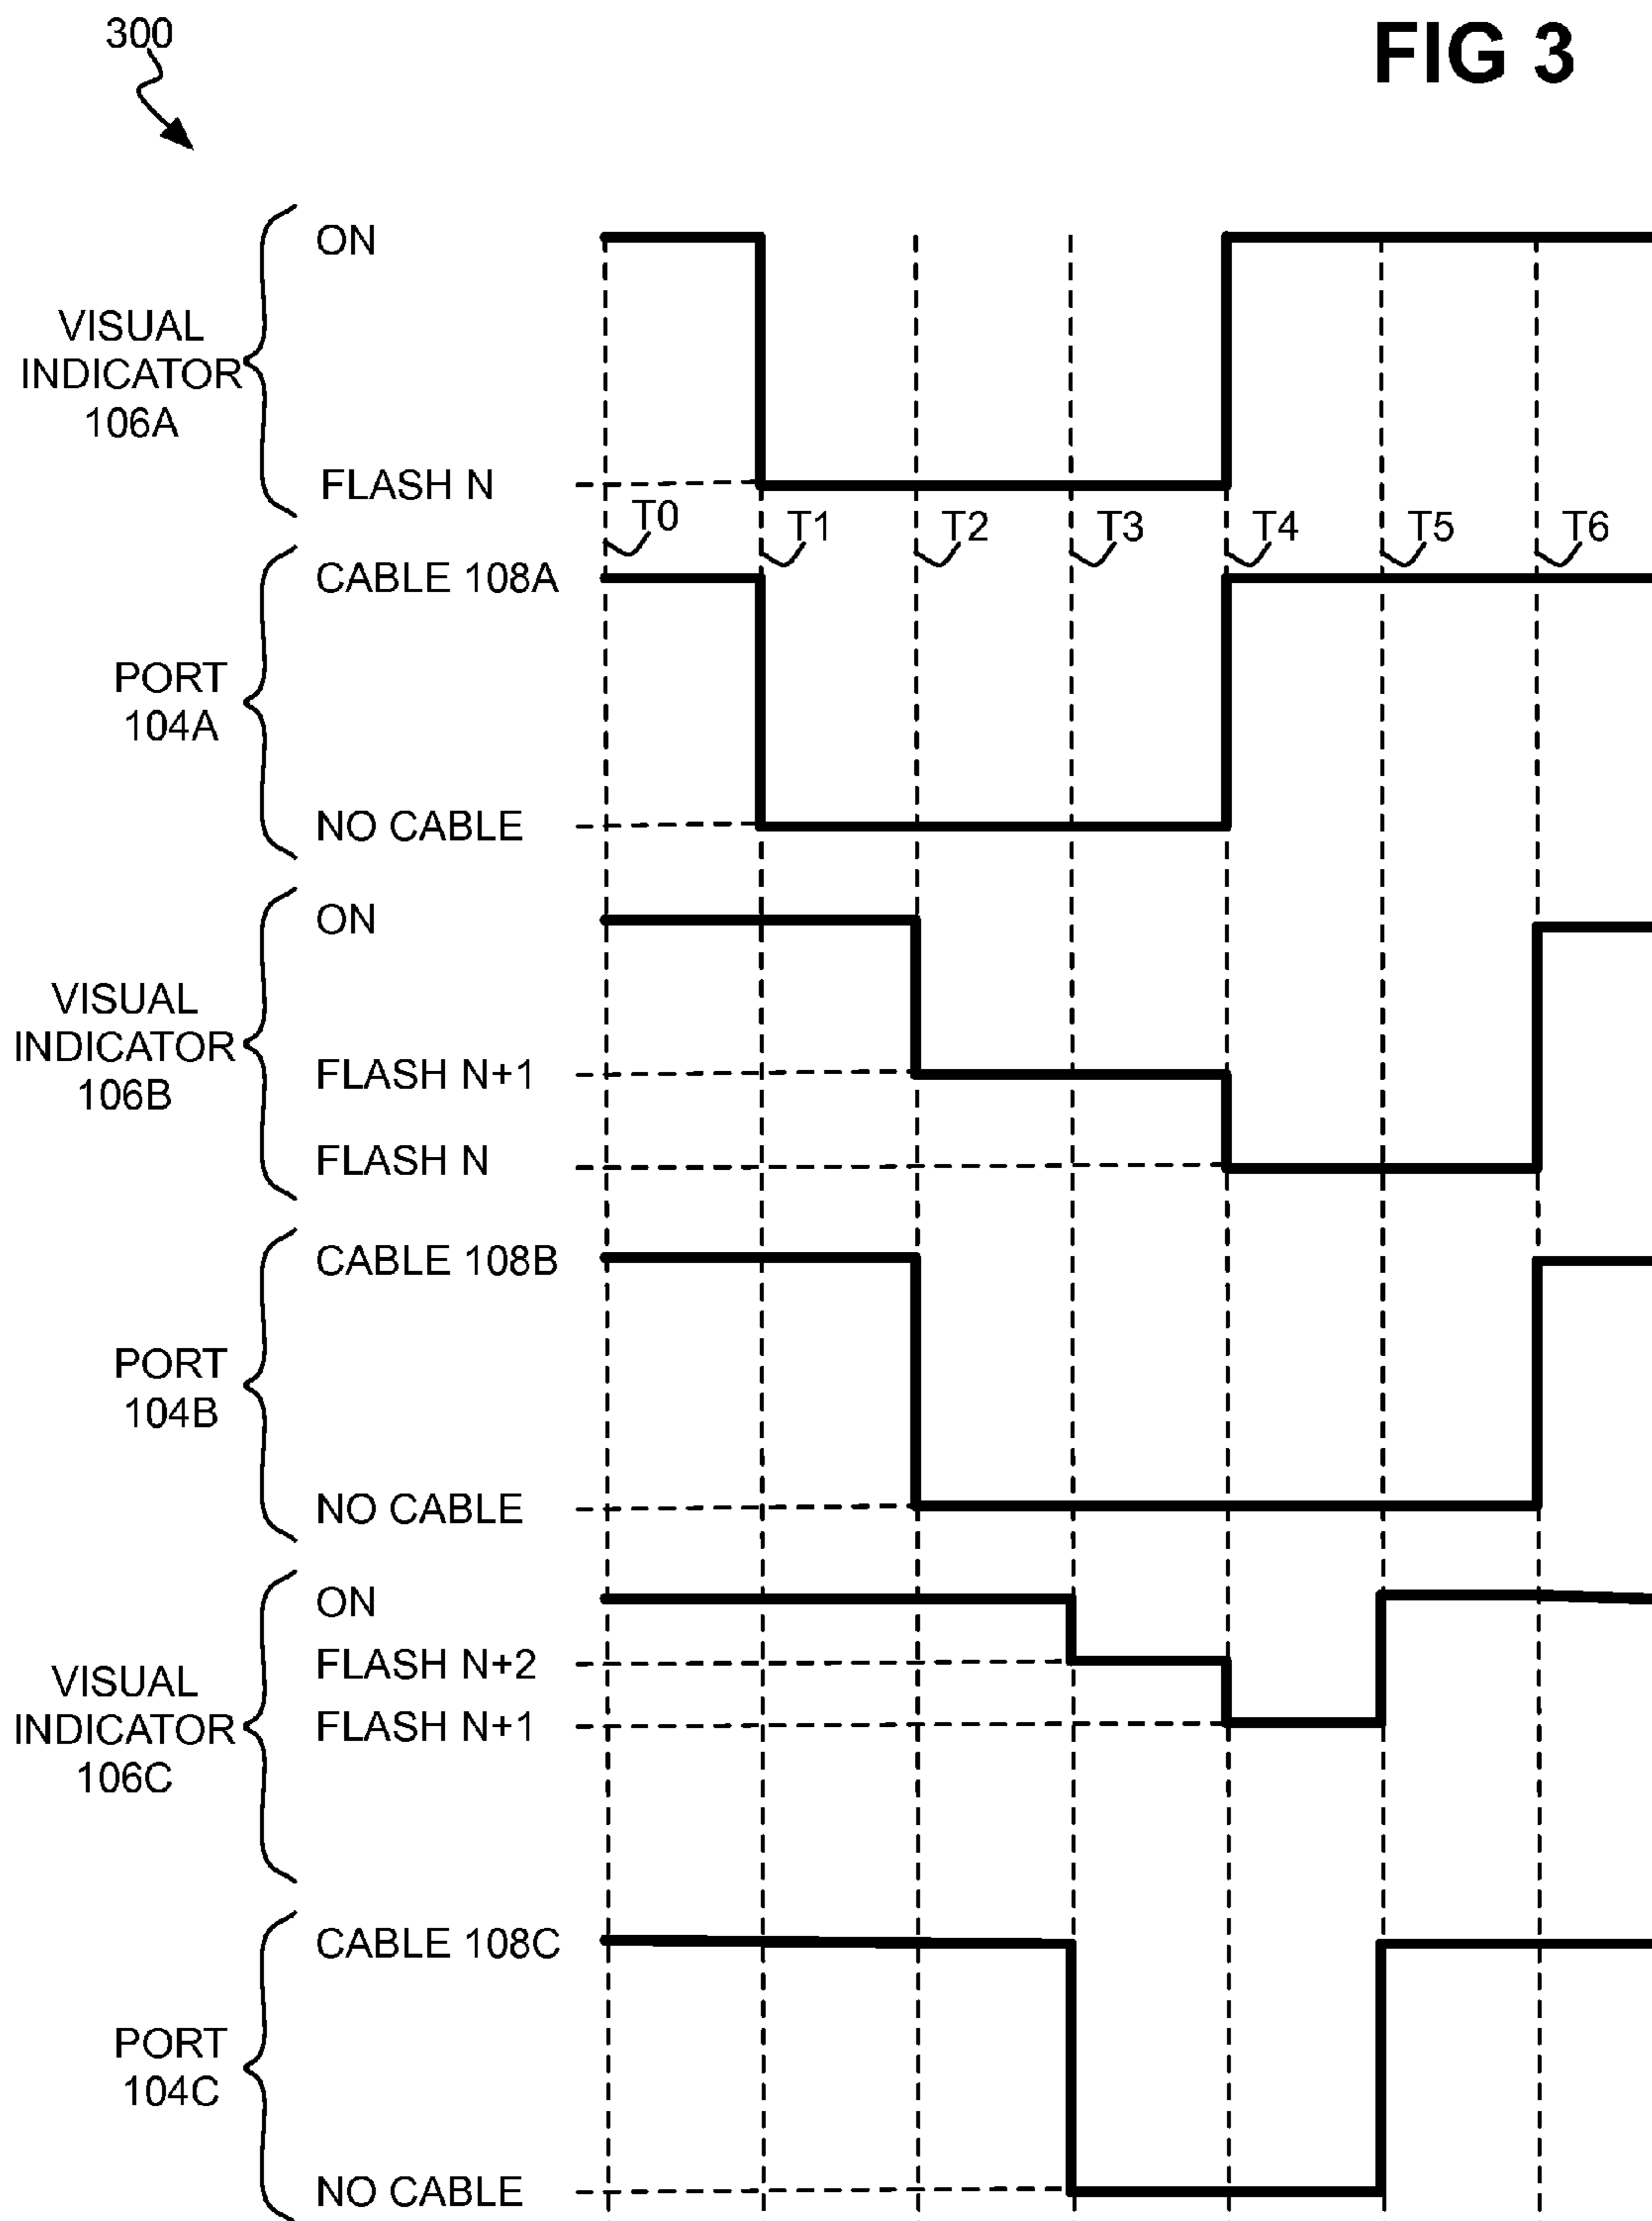 300
FIG 3
VISUAL
INDICATOR
106A
ON
FLASH N
T0
T1
T2
T3
T4
T5
T6
PORT
104A
CABLE 108A
NO CABLE
VISUAL
INDICATOR
106B
ON
FLASH N+1
FLASH N
PORT
104B
CABLE 108B
NO CABLE
VISUAL
INDICATOR
106C
ON
FLASH N+2
FLASH N+1
PORT
104C
CABLE 108C
NO CABLE